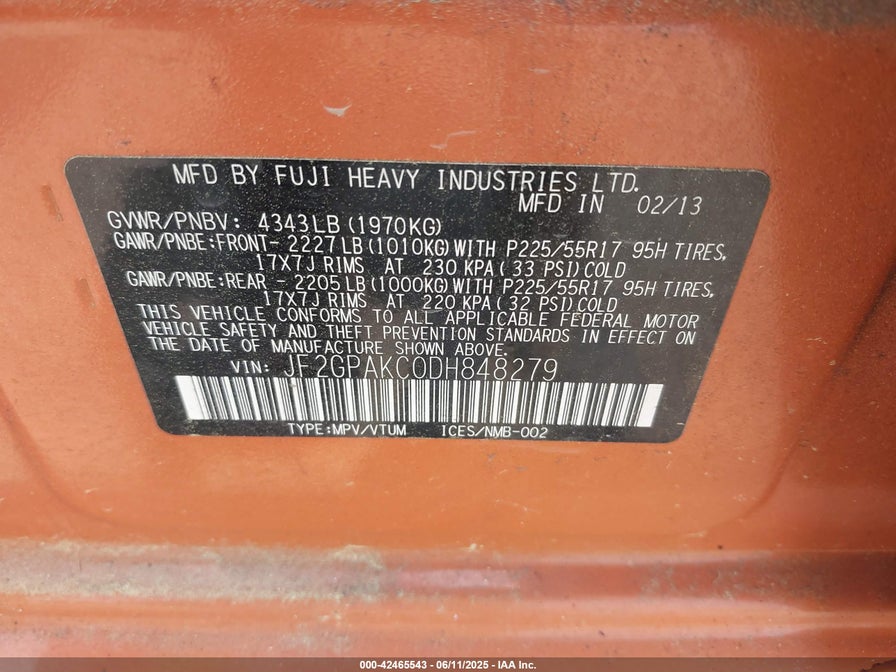 MFD BY FUJI HEAVY INDUSTRIES LTD.
MFD IN 02/13
GVWR/PNBV: 4343LB (1970KG)
GAWR/PNBE:FRONT- 2227LB (1010KG) WITH P225/55R17 95H TIRES,
17X7J RIMS AT 230 KPA (33 PSI) COLD
GAWR/PNBE:REAR - 2205LB (1000KG) WITH P225/55R17 95H TIRES,
17X7J RIMS AT 220 KPA (32 PSI) COLD
THIS VEHICLE CONFORMS TO ALL APPLICABLE FEDERAL MOTOR
VEHICLE SAFETY AND THEFT PREVENTION STANDARDS IN EFFECT ON
THE DATE OF MANUFACTURE SHOWN ABOVE.
VIN: JF2GPAKC0DH848279
TYPE:MPV/VTUM ICES/NMB-002
000-42465543 - 06/11/2025 - IAA Inc.